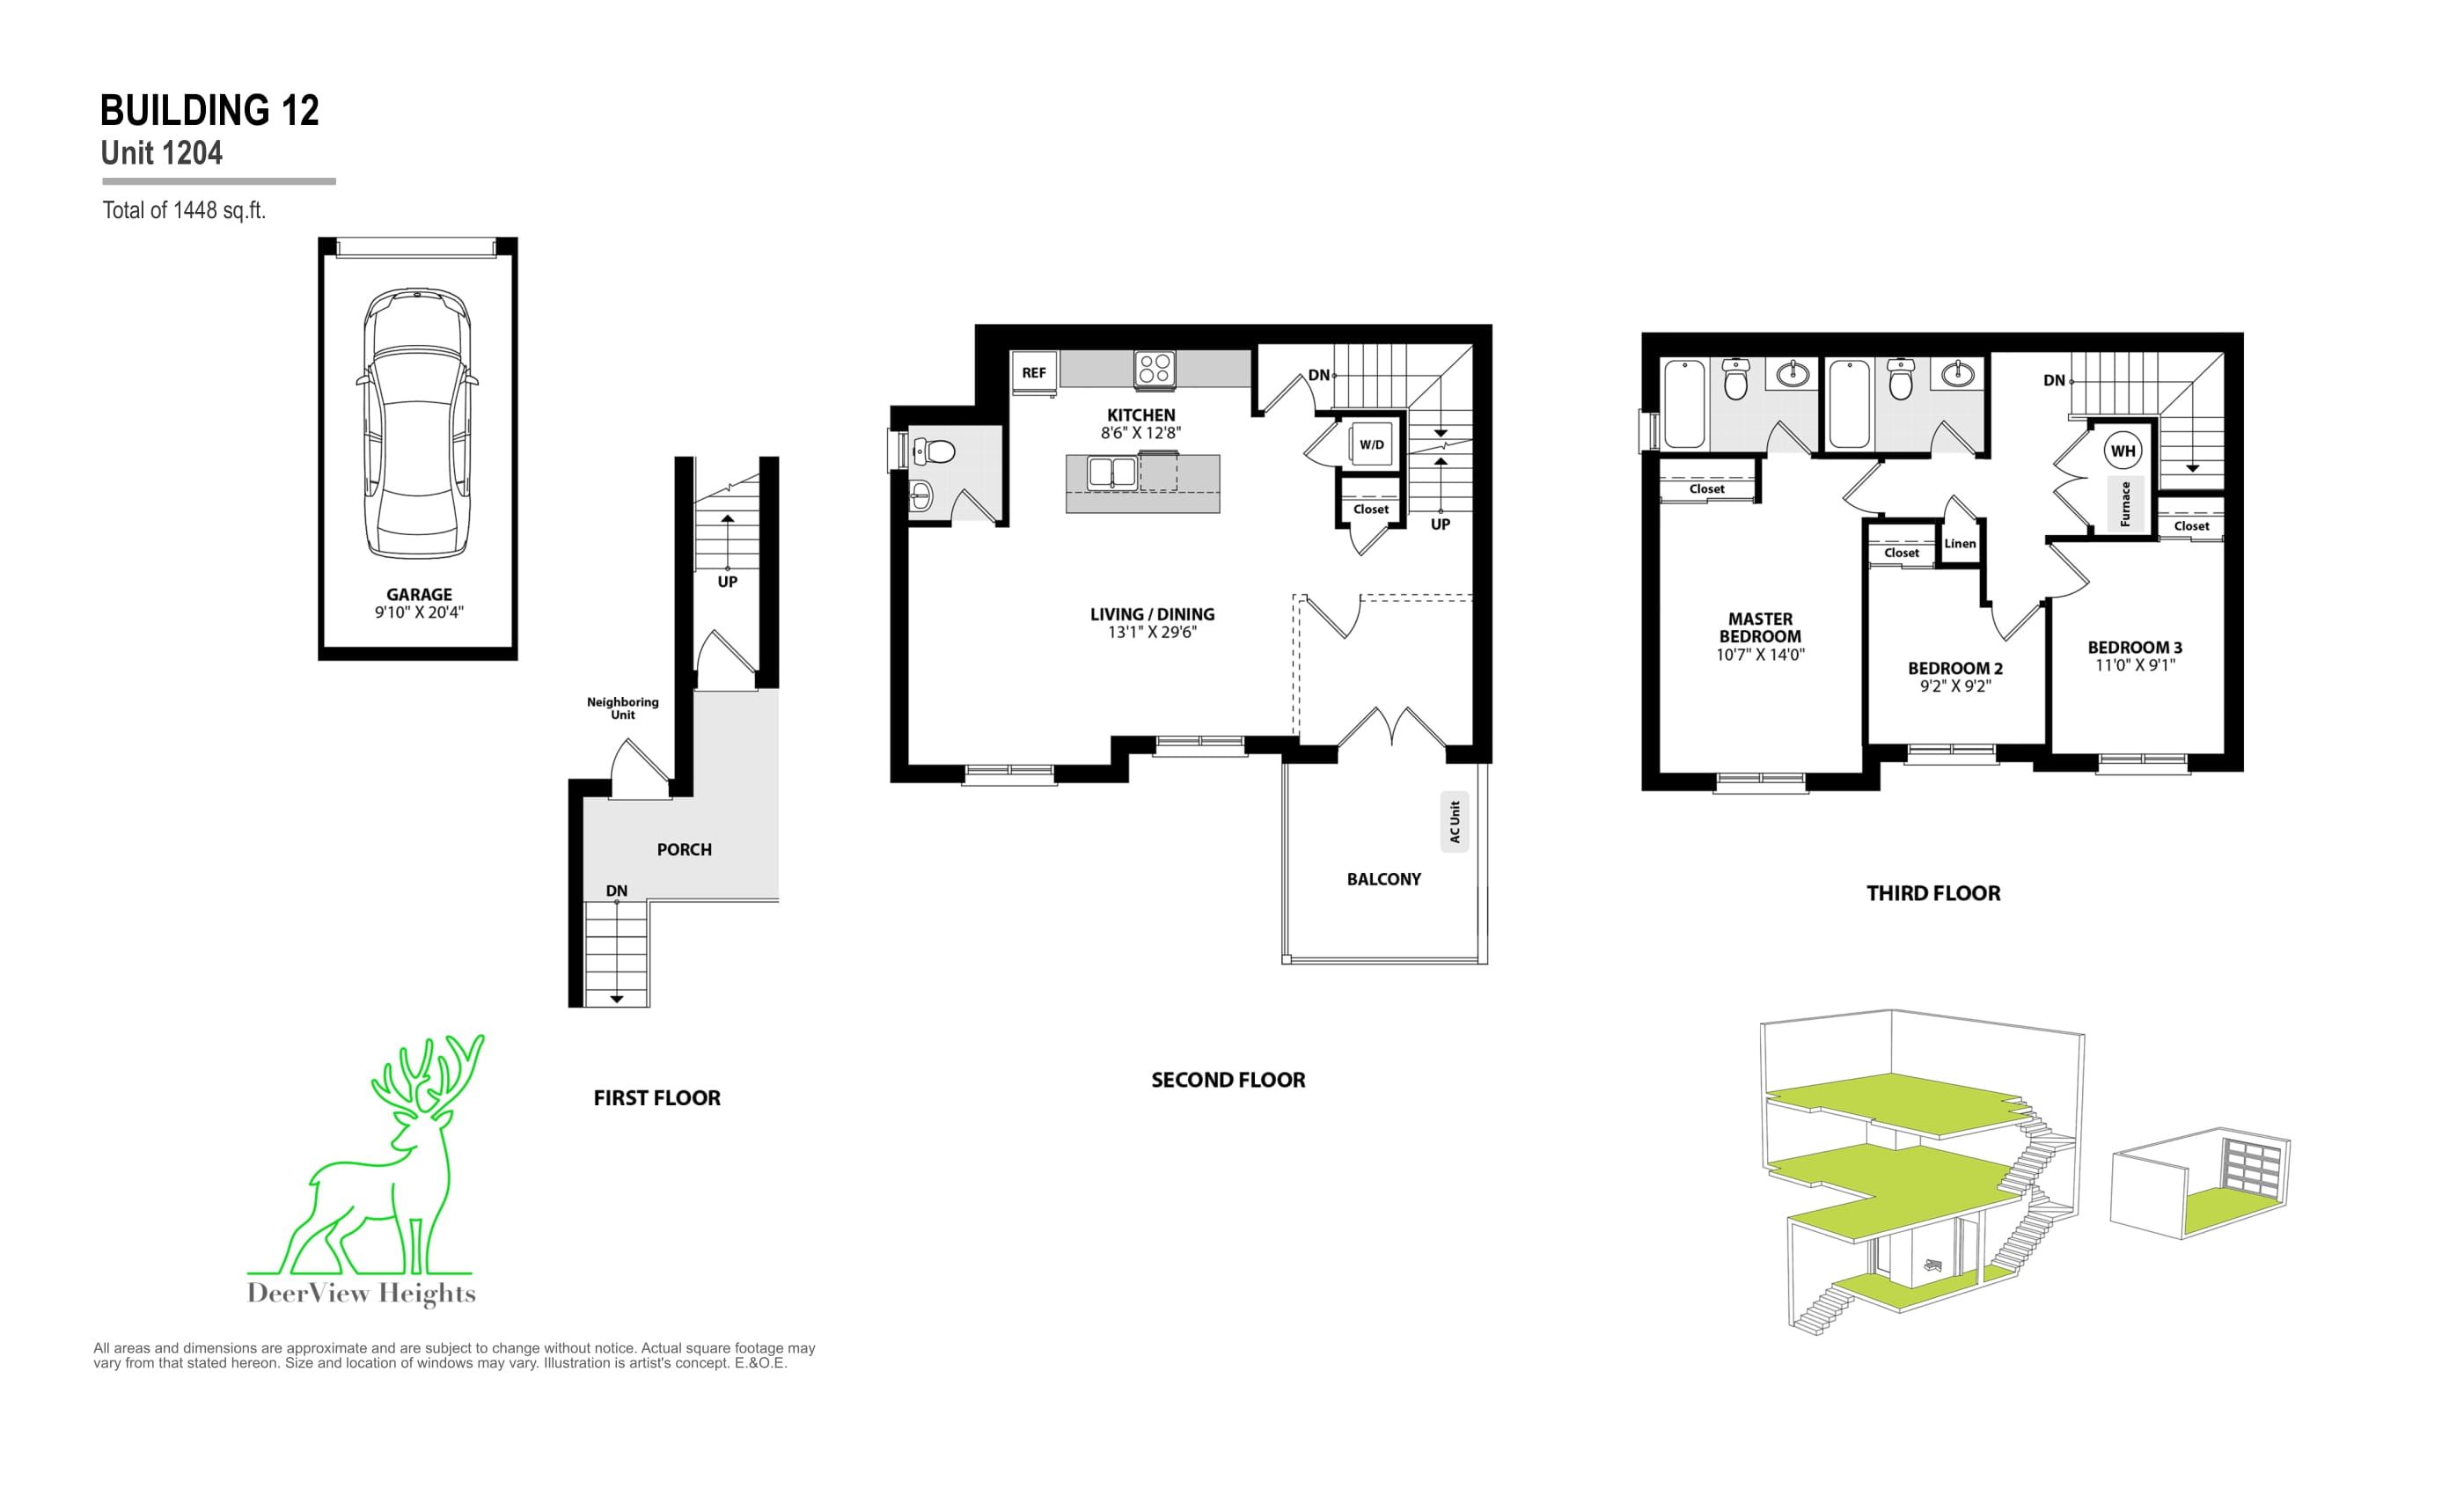 BUILDING 12
Unit 1204
Total of 1448 sq.ft.
GARAGE
9'10" X 20'4"
UP
Neighboring
Unit
PORCH
DN
FIRST FLOOR
REF
KITCHEN
8'6" X 12'8"
DN
W/D
Closet
UP
LIVING / DINING
13'1" X 29'6"
AC Unit
BALCONY
SECOND FLOOR
DN
WH
Furnace
Closet
Closet
Closet
Linen
MASTER
BEDROOM
10'7" X 14'0"
BEDROOM 2
9'2" X 9'2"
BEDROOM 3
11'0" X 9'1"
THIRD FLOOR
DeerView Heights
All areas and dimensions are approximate and are subject to change without notice. Actual square footage may
vary from that stated hereon. Size and location of windows may vary. Illustration is artist's concept. E.&O.E.